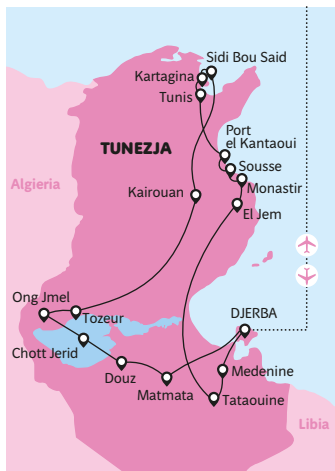 Sidi Bou Said
Kartagina
Tunis
Port
el Kantaoui
TUNEZJA
Sousse
Algieria
Monastir
Kairouan
El Jem
Ong Jmel
Tozeur
DJERBA
Chott Jerid
Medenine
Douz
Matmata
Tataouine
Libia